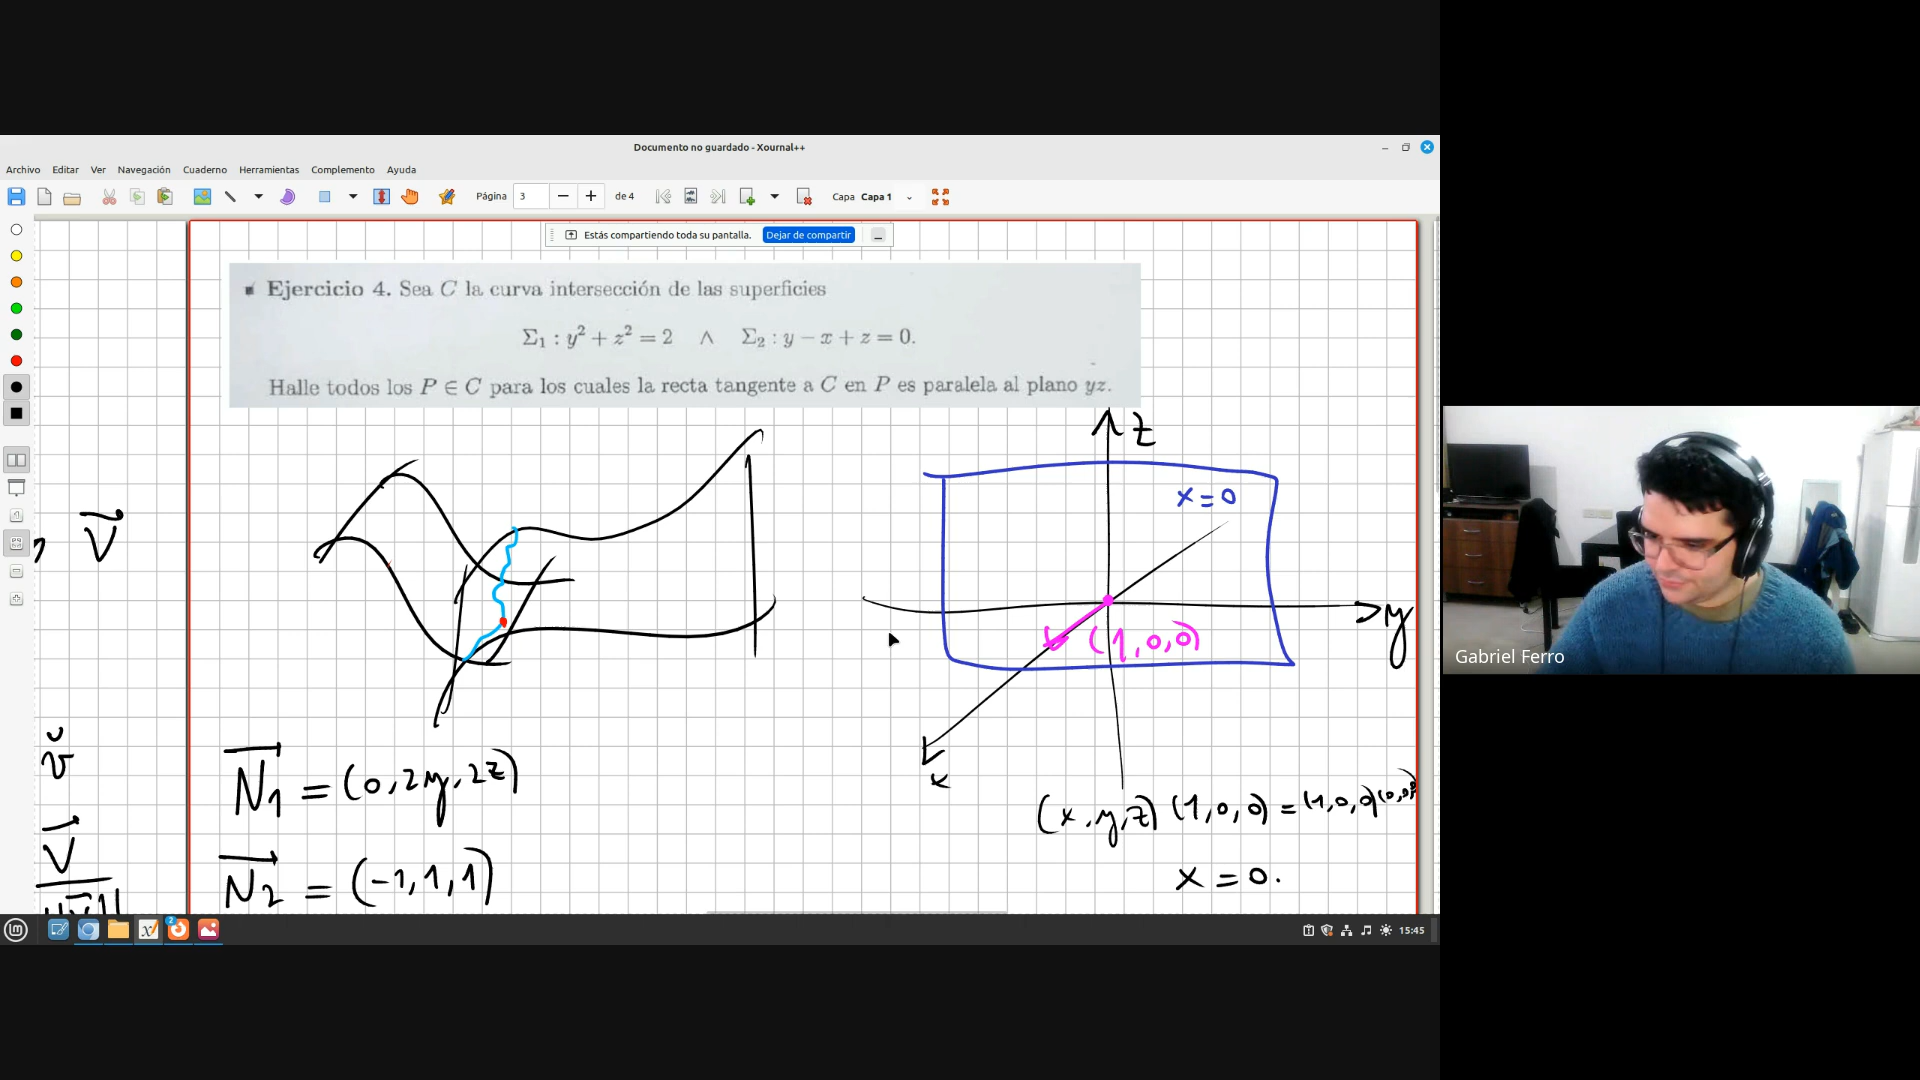 Documento no guardado - Xournal++
Archivo Editar Ver Navegación Cuaderno Herramientas Complemento Ayuda
Página 3 de 4 Capa Capa 1
Estás compartiendo toda su pantalla. Dejar de compartir
Ejercicio 4. Sea C la curva intersección de las superficies
Σ₁ : y² + z² = 2 ∧ Σ₂ : y − x + z = 0.
Halle todos los P ∈ C para los cuales la recta tangente a C en P es paralela al plano yz.
z
x = 0
y
(1,0,0)
x
V
v
V
N₁ = (0, 2y, 2z)
(x, y, z) (1, 0, 0) = (1, 0, 0) (0, 0, 0)
N₂ = (-1, 1, 1)
x = 0.
2
15:45
Gabriel Ferro